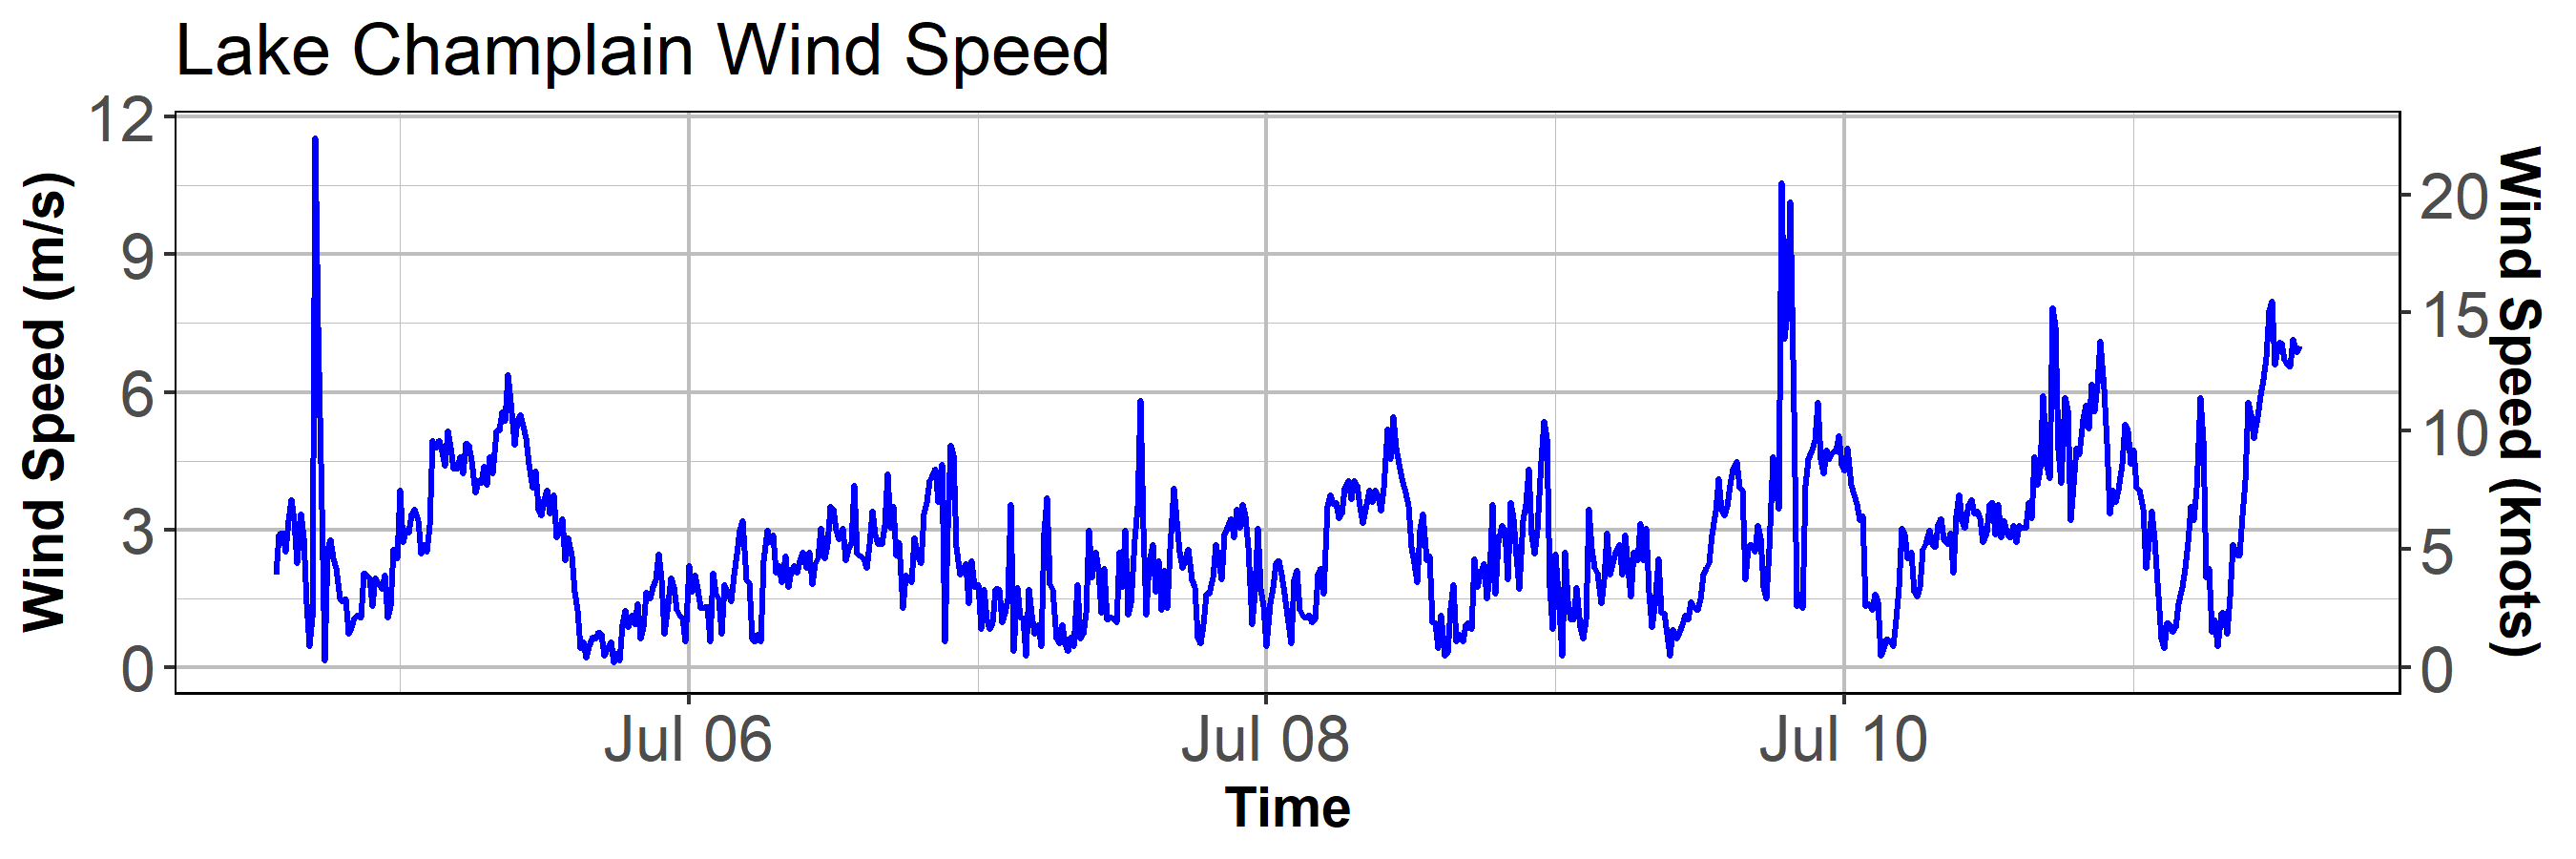 Lake Champlain Wind Speed
Wind Speed (m/s)
12
9
6
3
0
20
15
10
5
0
Wind Speed (knots)
Jul 06
Jul 08
Jul 10
Time